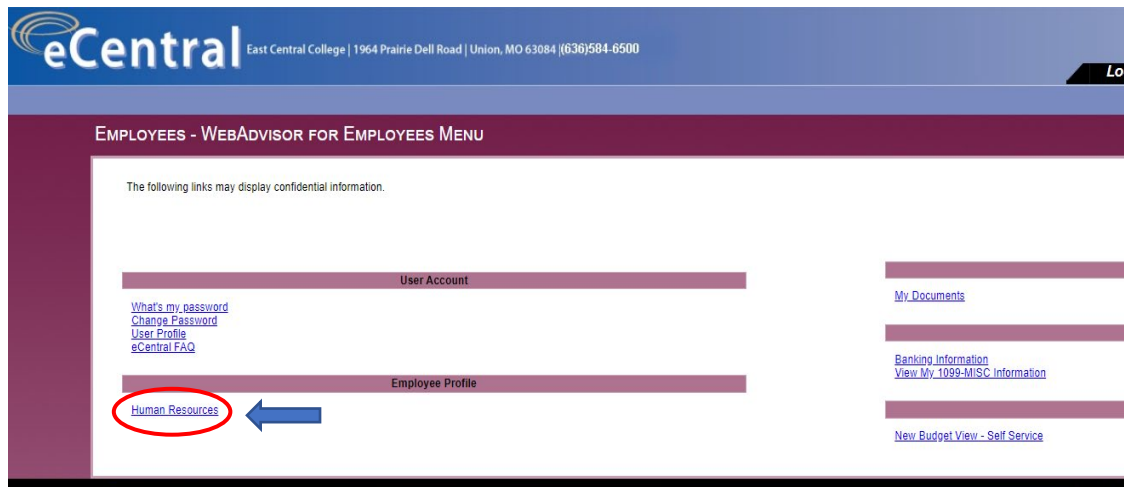 eCentral East Central College | 1964 Prairie Dell Road | Union, MO 63084 |(636)584-6500
Lo
EMPLOYEES - WEBADVISOR FOR EMPLOYEES MENU
The following links may display confidential information.
User Account
What's my password
Change Password
User Profile
eCentral FAQ
Employee Profile
Human Resources
My Documents
Banking Information
View My 1099-MISC Information
New Budget View - Self Service